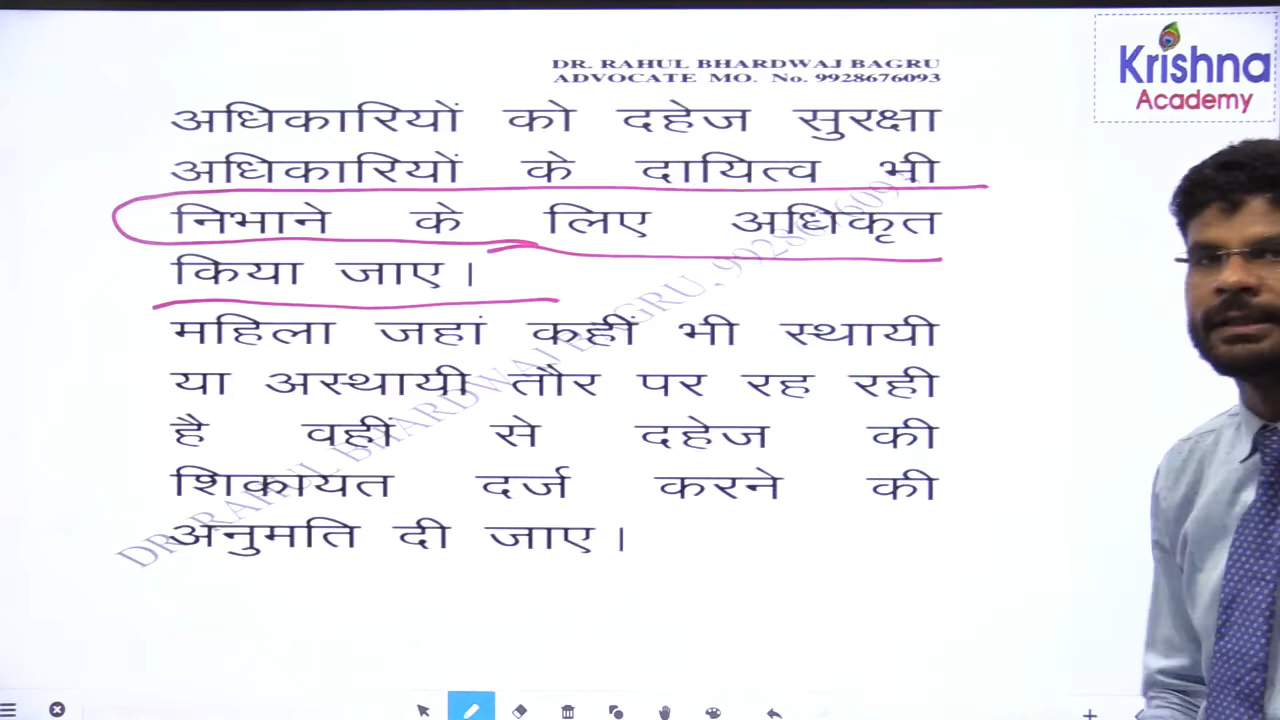 DR. RAHUL BHARDWAJ BAGRU
ADVOCATE MO. No. 9928676093
Krishna
Academy
अधिकारियों को दहेज सुरक्षा
अधिकारियों के दायित्व भी
निभाने के लिए अधिकृत
किया जाए।
महिला जहां कहीं भी स्थायी
या अस्थायी तौर पर रह रही
है वहीं से दहेज की
शिकायत दर्ज करने की
अनुमति दी जाए।